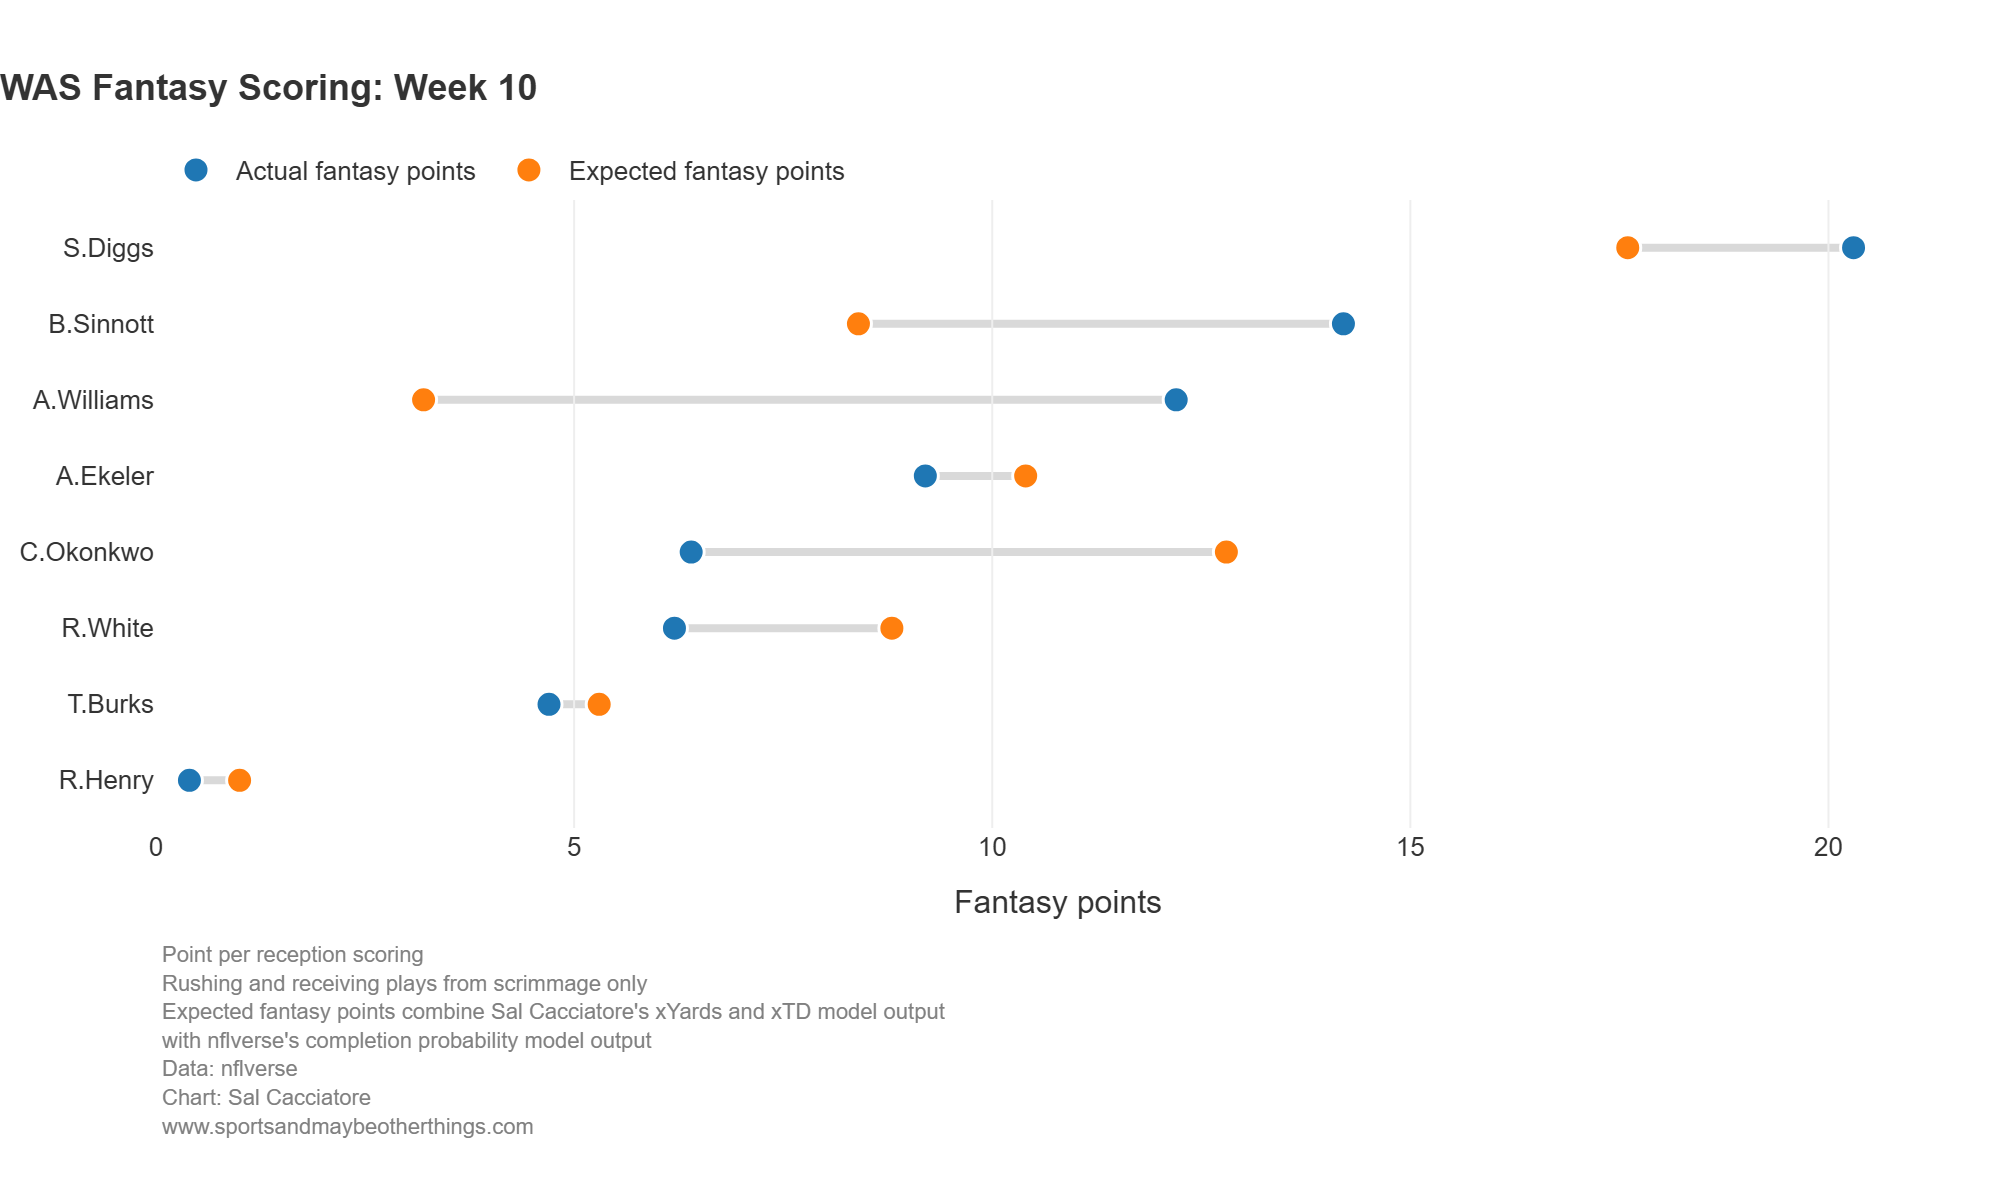 WAS Fantasy Scoring: Week 10
Actual fantasy points
Expected fantasy points
S.Diggs
B.Sinnott
A.Williams
A.Ekeler
C.Okonkwo
R.White
T.Burks
R.Henry
0 5 10 15 20
Fantasy points
Point per reception scoring
Rushing and receiving plays from scrimmage only
Expected fantasy points combine Sal Cacciatore's xYards and xTD model output
with nflverse's completion probability model output
Data: nflverse
Chart: Sal Cacciatore
www.sportsandmaybeotherthings.com